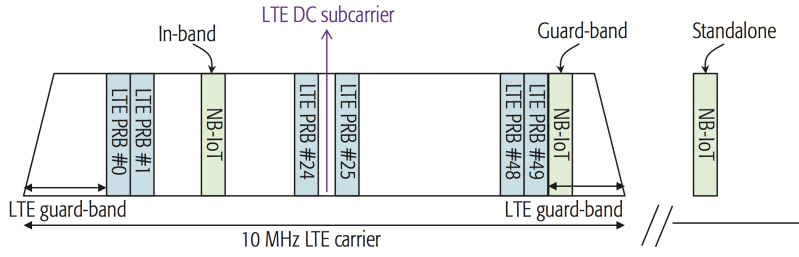 LTE DC subcarrier
In-band
Guard-band
Standalone
LTE PRB #0
LTE PRB #1
NB-IoT
LTE PRB #24
LTE PRB #25
LTE PRB #48
LTE PRB #49
NB-IoT
NB-IoT
LTE guard-band
LTE guard-band
10 MHz LTE carrier